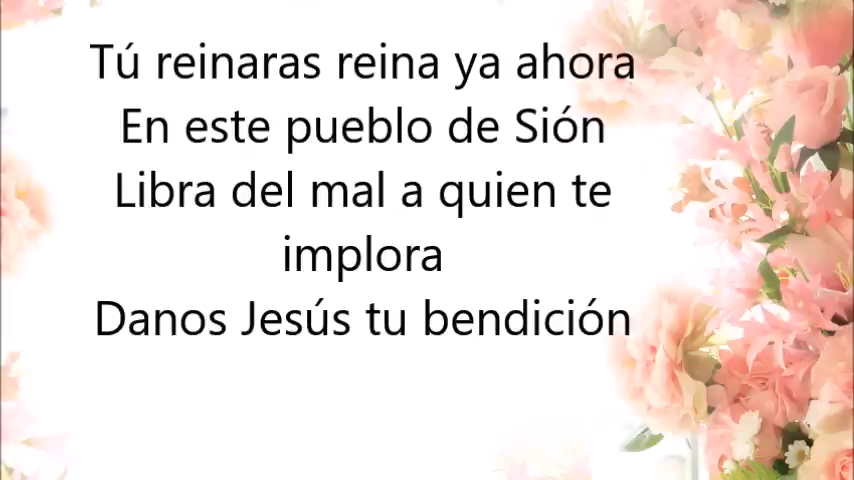 Tú reinaras reina ya ahora
En este pueblo de Sión
Libra del mal a quien te
implora
Danos Jesús tu bendición